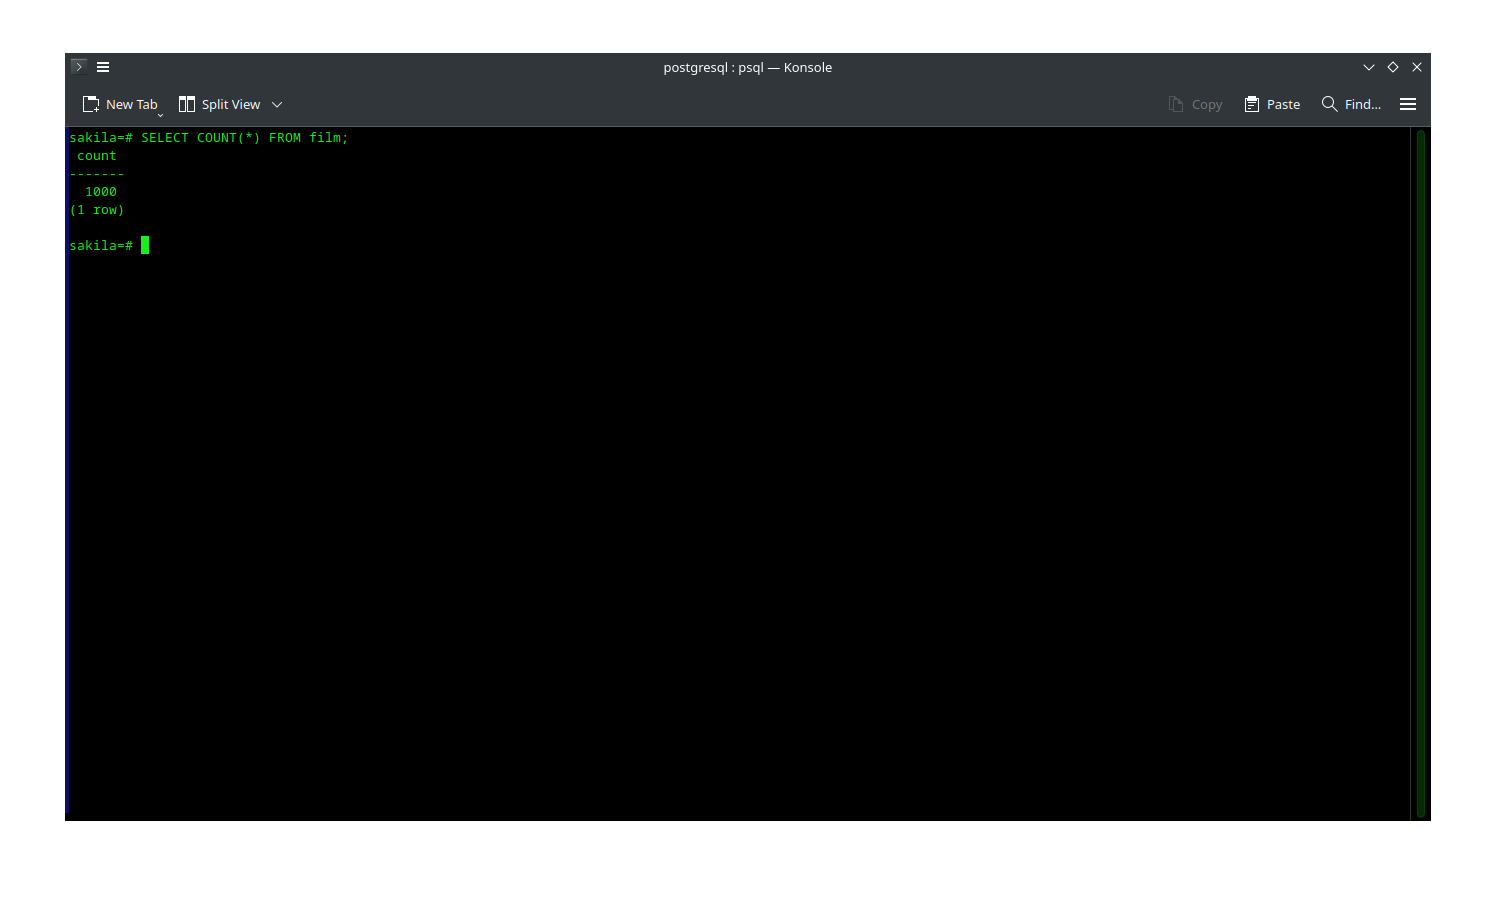 postgresql : psql — Konsole
New Tab Split View Copy Paste Find...
sakila=# SELECT COUNT(*) FROM film;
 count
-------
  1000
(1 row)

sakila=#